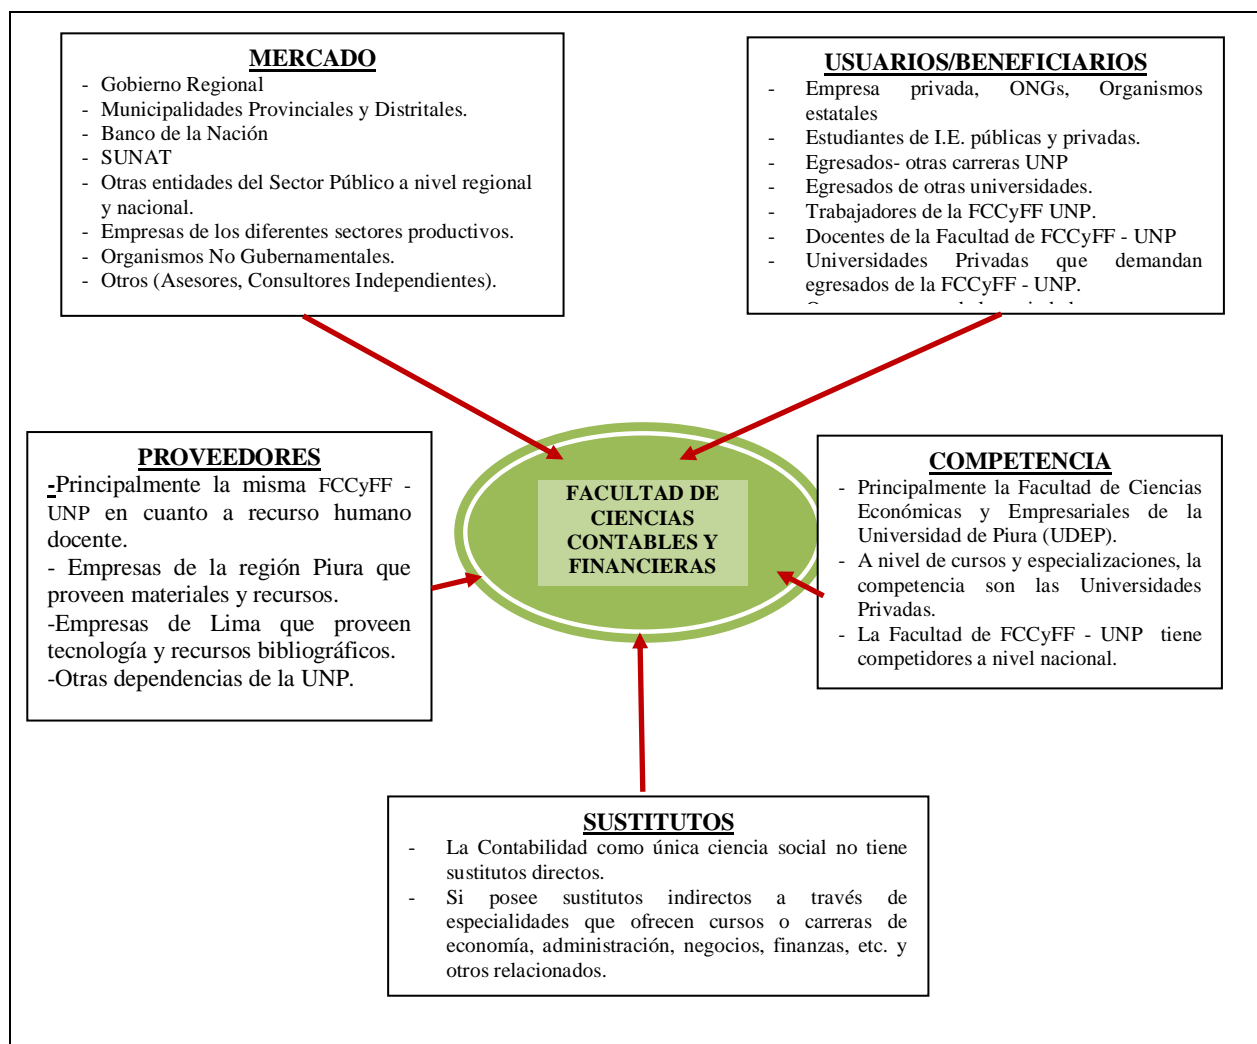 MERCADO
- Gobierno Regional
- Municipalidades Provinciales y Distritales.
- Banco de la Nación
- SUNAT
- Otras entidades del Sector Público a nivel regional
y nacional.
- Empresas de los diferentes sectores productivos.
- Organismos No Gubernamentales.
- Otros (Asesores, Consultores Independientes).
USUARIOS/BENEFICIARIOS
- Empresa privada, ONGs, Organismos
estatales
- Estudiantes de I.E. públicas y privadas.
- Egresados- otras carreras UNP
- Egresados de otras universidades.
- Trabajadores de la FCCyFF UNP.
- Docentes de la Facultad de FCCyFF - UNP
- Universidades Privadas que demandan
egresados de la FCCyFF - UNP.
PROVEEDORES
-Principalmente la misma FCCyFF -
UNP en cuanto a recurso humano
docente.
- Empresas de la región Piura que
proveen materiales y recursos.
-Empresas de Lima que proveen
tecnología y recursos bibliográficos.
-Otras dependencias de la UNP.
FACULTAD DE
CIENCIAS
CONTABLES Y
FINANCIERAS
COMPETENCIA
- Principalmente la Facultad de Ciencias
Económicas y Empresariales de la
Universidad de Piura (UDEP).
- A nivel de cursos y especializaciones, la
competencia son las Universidades
Privadas.
- La Facultad de FCCyFF - UNP tiene
competidores a nivel nacional.
SUSTITUTOS
- La Contabilidad como única ciencia social no tiene
sustitutos directos.
- Si posee sustitutos indirectos a través de
especialidades que ofrecen cursos o carreras de
economía, administración, negocios, finanzas, etc. y
otros relacionados.